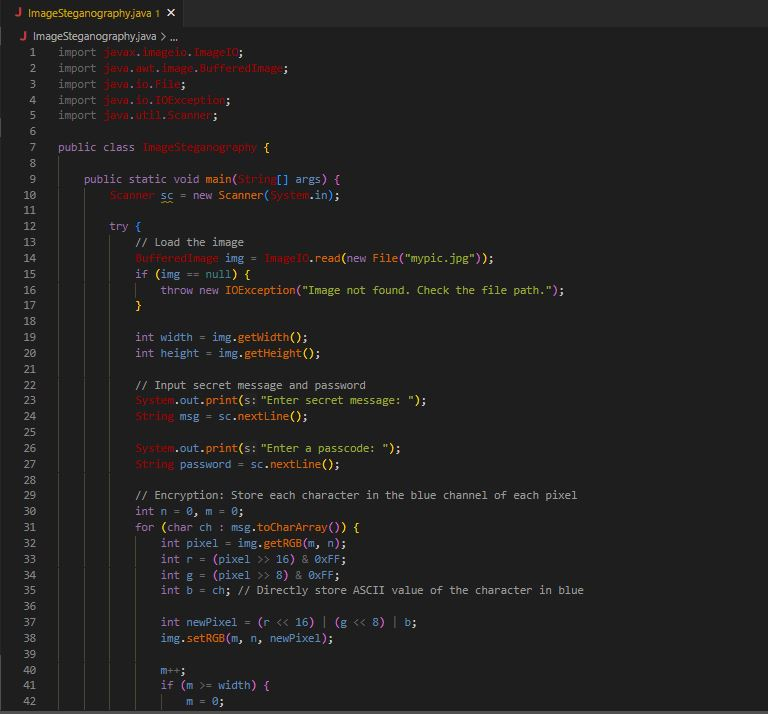 J ImageSteganography.java 1 ×
J ImageSteganography.java > ...
1 import javax.imageio.ImageIO;
2 import java.awt.image.BufferedImage;
3 import java.io.File;
4 import java.io.IOException;
5 import java.util.Scanner;
6
7 public class ImageSteganography {
8
9     public static void main(String[] args) {
10         Scanner sc = new Scanner(System.in);
11
12         try {
13             // Load the image
14             BufferedImage img = ImageIO.read(new File("mypic.jpg"));
15             if (img == null) {
16                 throw new IOException("Image not found. Check the file path.");
17             }
18
19             int width = img.getWidth();
20             int height = img.getHeight();
21
22             // Input secret message and password
23             System.out.print(s: "Enter secret message: ");
24             String msg = sc.nextLine();
25
26             System.out.print(s: "Enter a passcode: ");
27             String password = sc.nextLine();
28
29             // Encryption: Store each character in the blue channel of each pixel
30             int n = 0, m = 0;
31             for (char ch : msg.toCharArray()) {
32                 int pixel = img.getRGB(m, n);
33                 int r = (pixel >> 16) & 0xFF;
34                 int g = (pixel >> 8) & 0xFF;
35                 int b = ch; // Directly store ASCII value of the character in blue
36
37                 int newPixel = (r << 16) | (g << 8) | b;
38                 img.setRGB(m, n, newPixel);
39
40                 m++;
41                 if (m >= width) {
42                     m = 0;